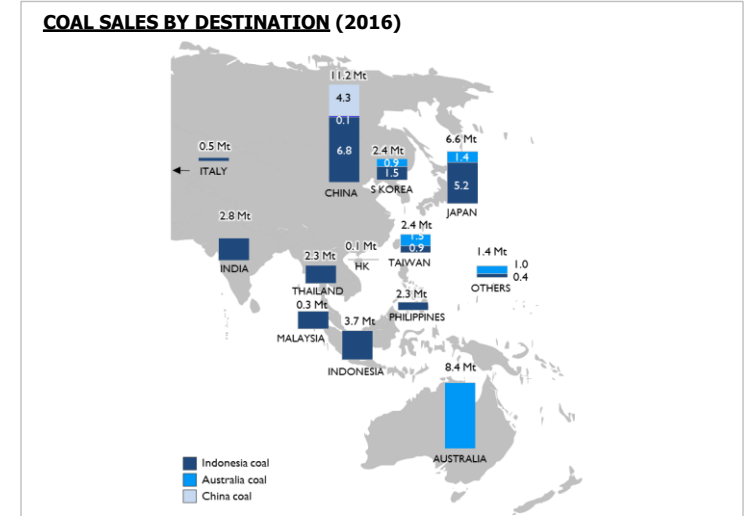 COAL SALES BY DESTINATION (2016)
11.2 Mt
4.3
0.1
6.8
CHINA
0.5 Mt
ITALY
2.4 Mt
0.9
1.5
S KOREA
6.6 Mt
1.4
5.2
JAPAN
2.8 Mt
INDIA
2.3 Mt
THAILAND
0.1 Mt
HK
2.4 Mt
1.5
0.9
TAIWAN
1.4 Mt
1.0
0.4
OTHERS
0.3 Mt
MALAYSIA
3.7 Mt
INDONESIA
2.3 Mt
PHILIPPINES
8.4 Mt
AUSTRALIA
Indonesia coal
Australia coal
China coal